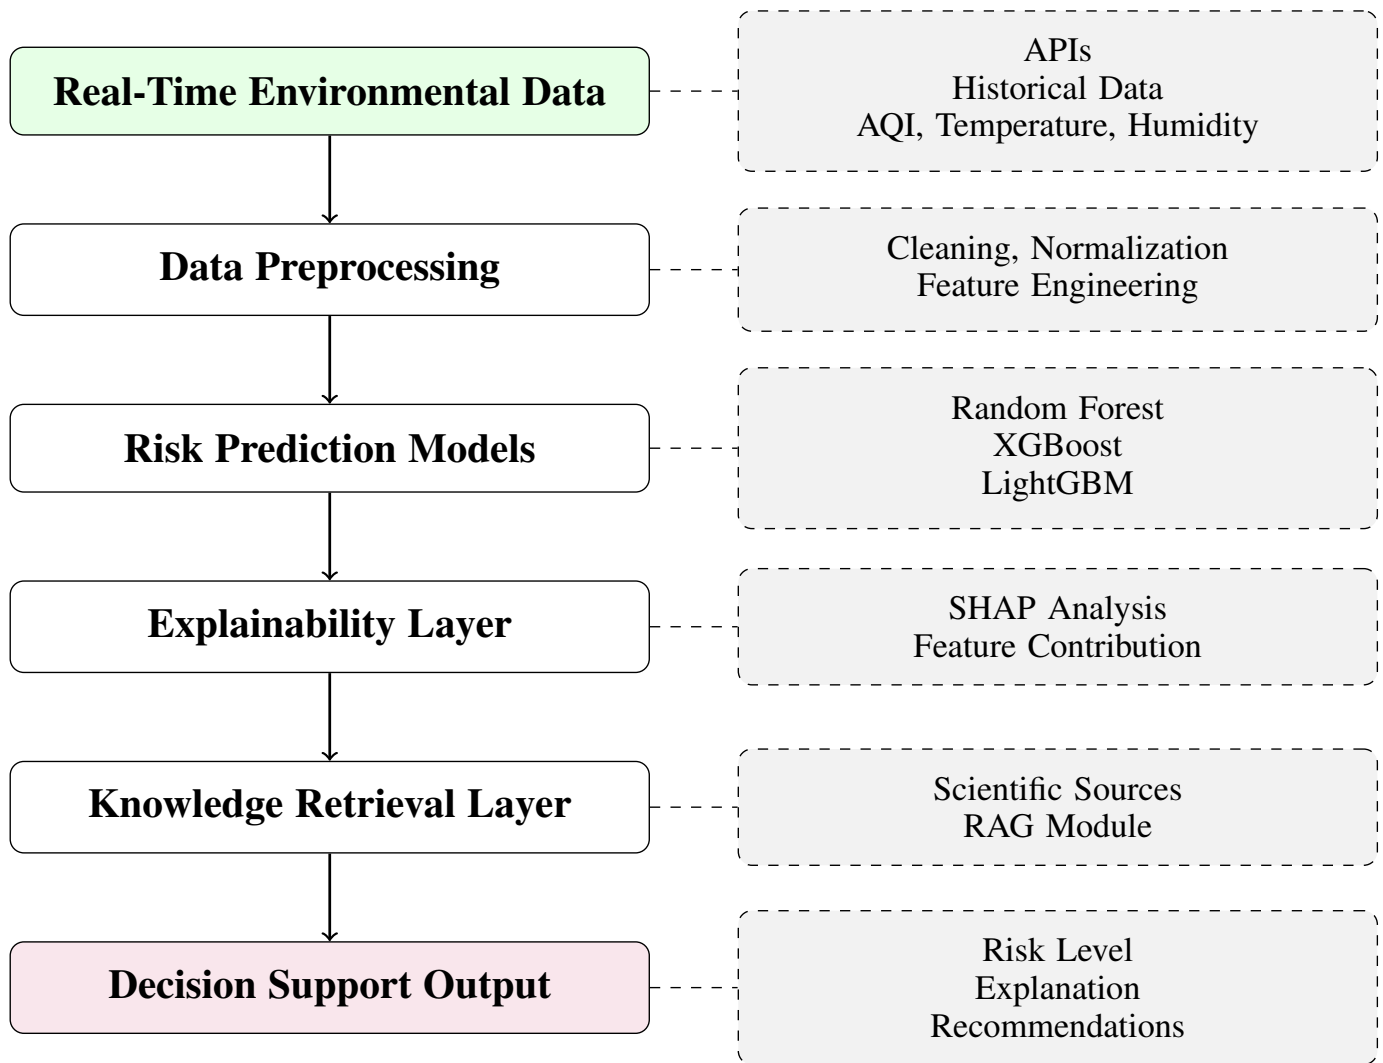 Real-Time Environmental Data
APIs
Historical Data
AQI, Temperature, Humidity
Data Preprocessing
Cleaning, Normalization
Feature Engineering
Risk Prediction Models
Random Forest
XGBoost
LightGBM
Explainability Layer
SHAP Analysis
Feature Contribution
Knowledge Retrieval Layer
Scientific Sources
RAG Module
Decision Support Output
Risk Level
Explanation
Recommendations